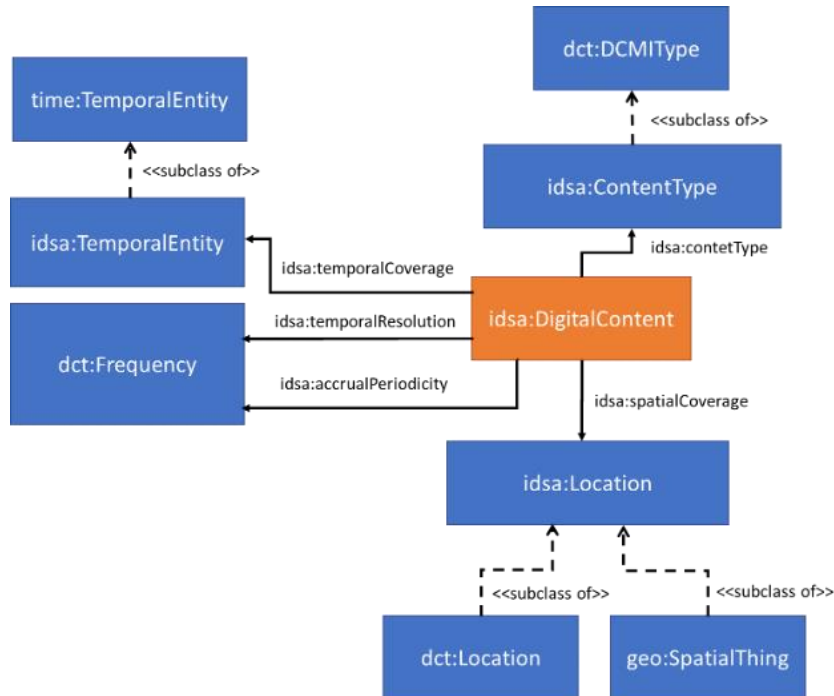 dct:DCMIType
time:TemporalEntity
<<subclass of>>
<<subclass of>>
idsa:ContentType
idsa:TemporalEntity
idsa:contetType
idsa:temporalCoverage
idsa:DigitalContent
idsa:temporalResolution
dct:Frequency
idsa:accrualPeriodicity
idsa:spatialCoverage
idsa:Location
<<subclass of>>
<<subclass of>>
dct:Location
geo:SpatialThing